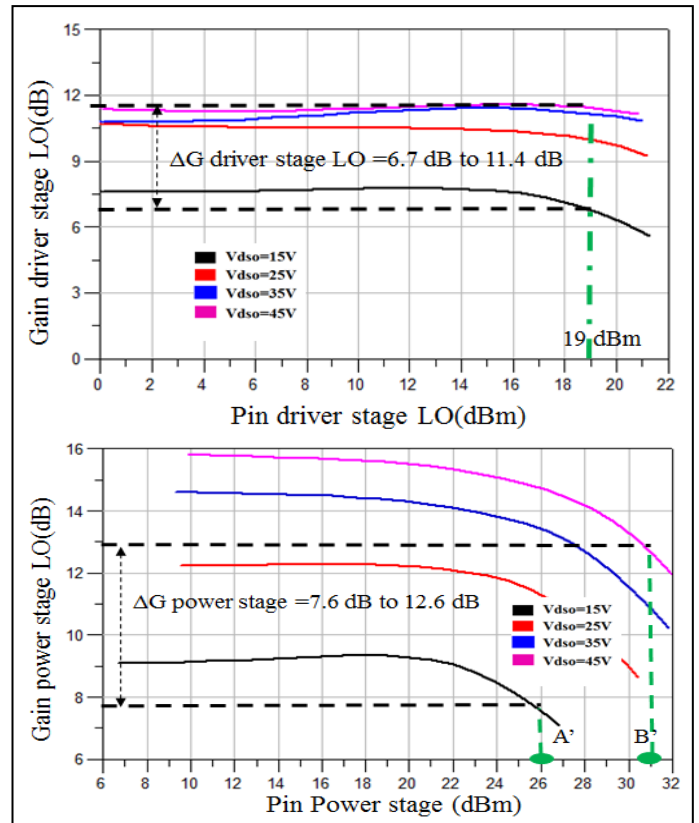 15
12
9
6
3
0
Gain driver stage LO(dB)
ΔG driver stage LO =6.7 dB to 11.4 dB
Vdso=15V
Vdso=25V
Vdso=35V
Vdso=45V
19 dBm
0 2 4 6 8 10 12 14 16 18 20 22
Pin driver stage LO(dBm)
16
14
12
10
8
6
Gain power stage LO(dB)
ΔG power stage =7.6 dB to 12.6 dB
Vdso=15V
Vdso=25V
Vdso=35V
Vdso=45V
A’ B’
6 8 10 12 14 16 18 20 22 24 26 28 30 32
Pin Power stage (dBm)